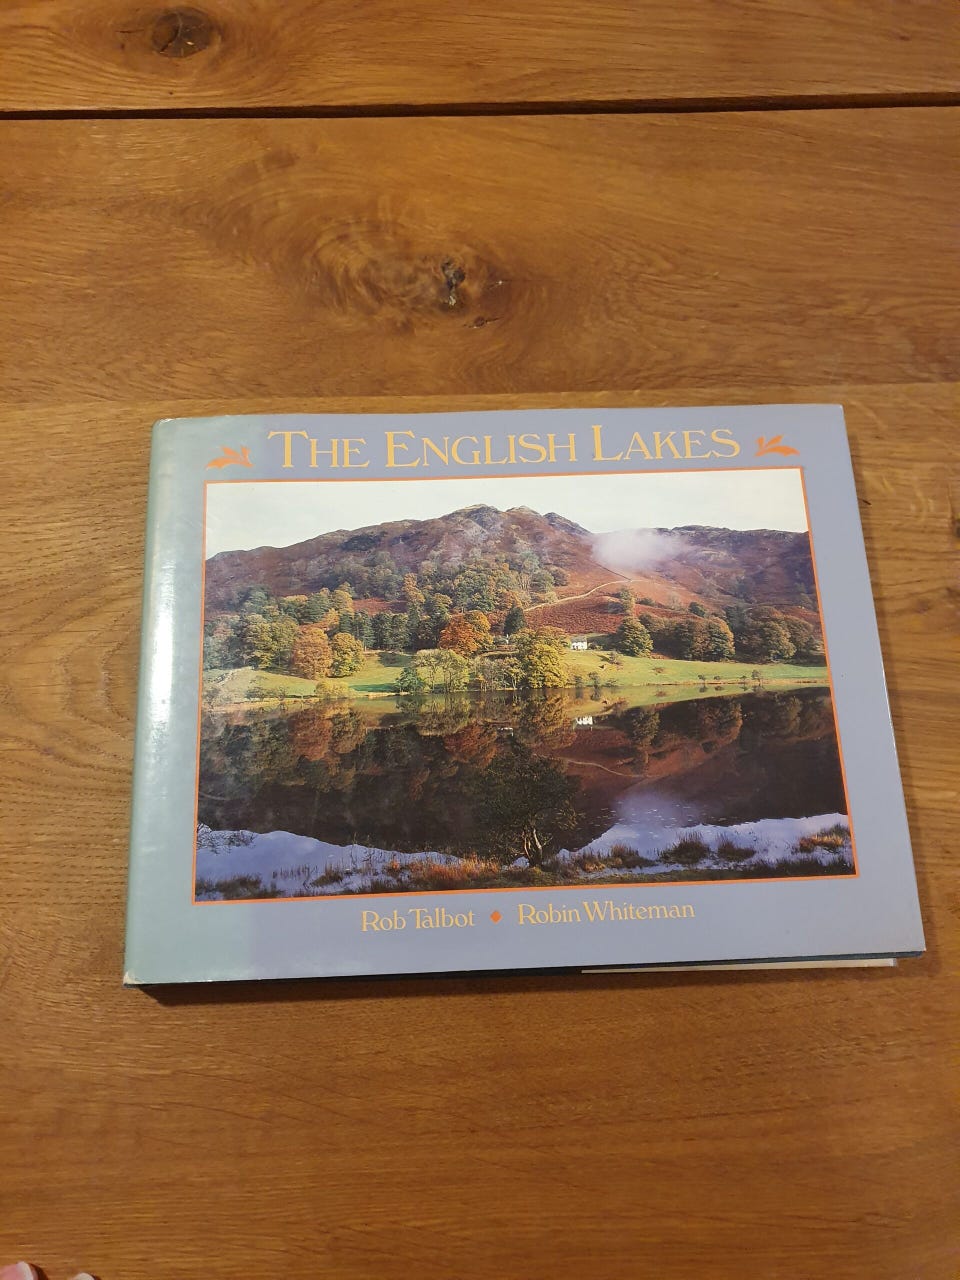 THE ENGLISH LAKES
Rob Talbot ◆ Robin Whiteman